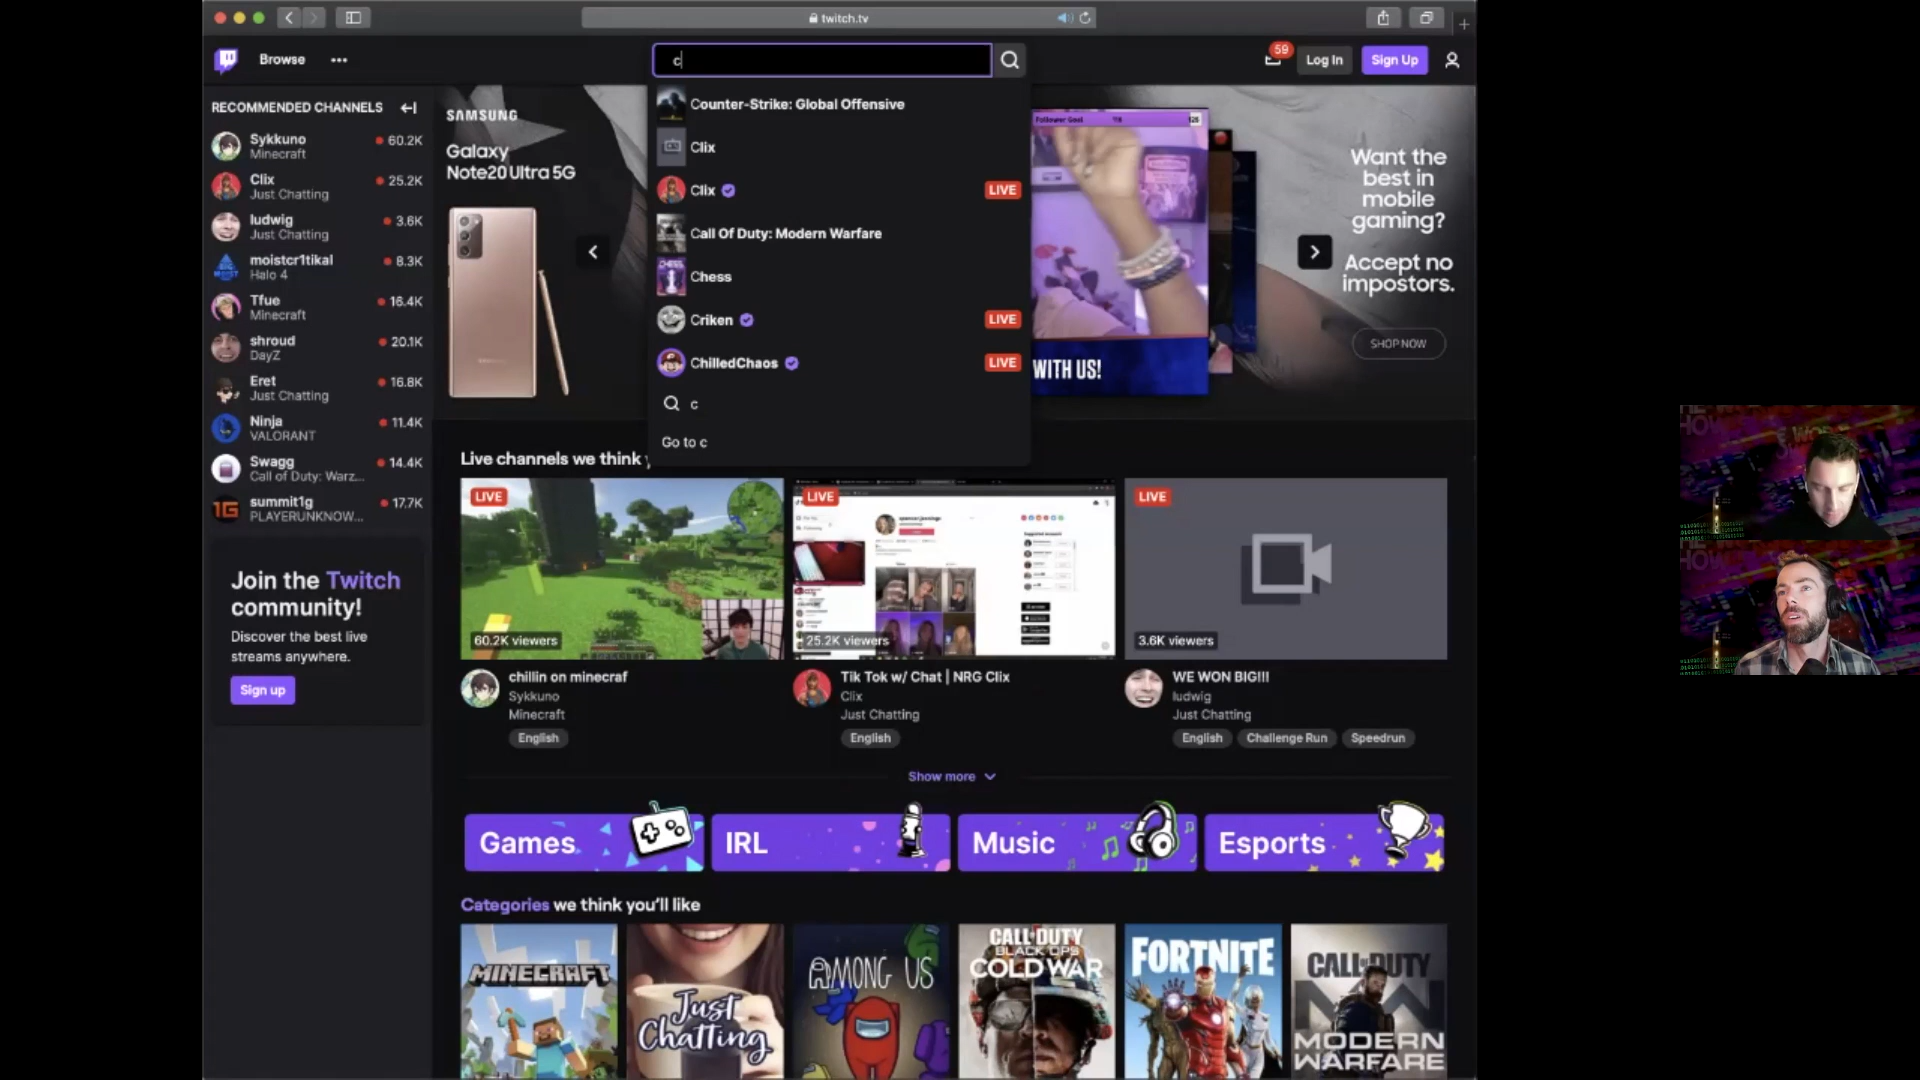 twitch.tv
Browse
c
59
Log In
Sign Up
RECOMMENDED CHANNELS
Sykkuno
60.2K
Minecraft
Clix
25.2K
Just Chatting
ludwig
3.6K
Just Chatting
moistcr1tikal
8.3K
Halo 4
Tfue
16.4K
Minecraft
shroud
20.1K
DayZ
Eret
16.8K
Just Chatting
Ninja
11.4K
VALORANT
Swagg
14.4K
Call of Duty: Warz...
summit1g
17.7K
PLAYERUNKNOW...
Join the Twitch
community!
Discover the best live
streams anywhere.
Sign up
SAMSUNG
Galaxy
Note20 Ultra 5G
Counter-Strike: Global Offensive
Clix
Clix
LIVE
Call Of Duty: Modern Warfare
Chess
Criken
LIVE
ChilledChaos
LIVE
c
Go to c
Follower Goal
WITH US!
Want the
best in
mobile
gaming?
Accept no
impostors.
SHOP NOW
Live channels we think
LIVE
60.2K viewers
chillin on minecraf
Sykkuno
Minecraft
English
LIVE
25.2K viewers
Tik Tok w/ Chat | NRG Clix
Clix
Just Chatting
English
LIVE
3.6K viewers
WE WON BIG!!!
ludwig
Just Chatting
English
Challenge Run
Speedrun
Show more
Games
IRL
Music
Esports
Categories we think you'll like
MINECRAFT
Just
Chatting
AMONG US
CALL OF DUTY
BLACK OPS
COLD WAR
FORTNITE
CALL OF DUTY
MODERN
WARFARE